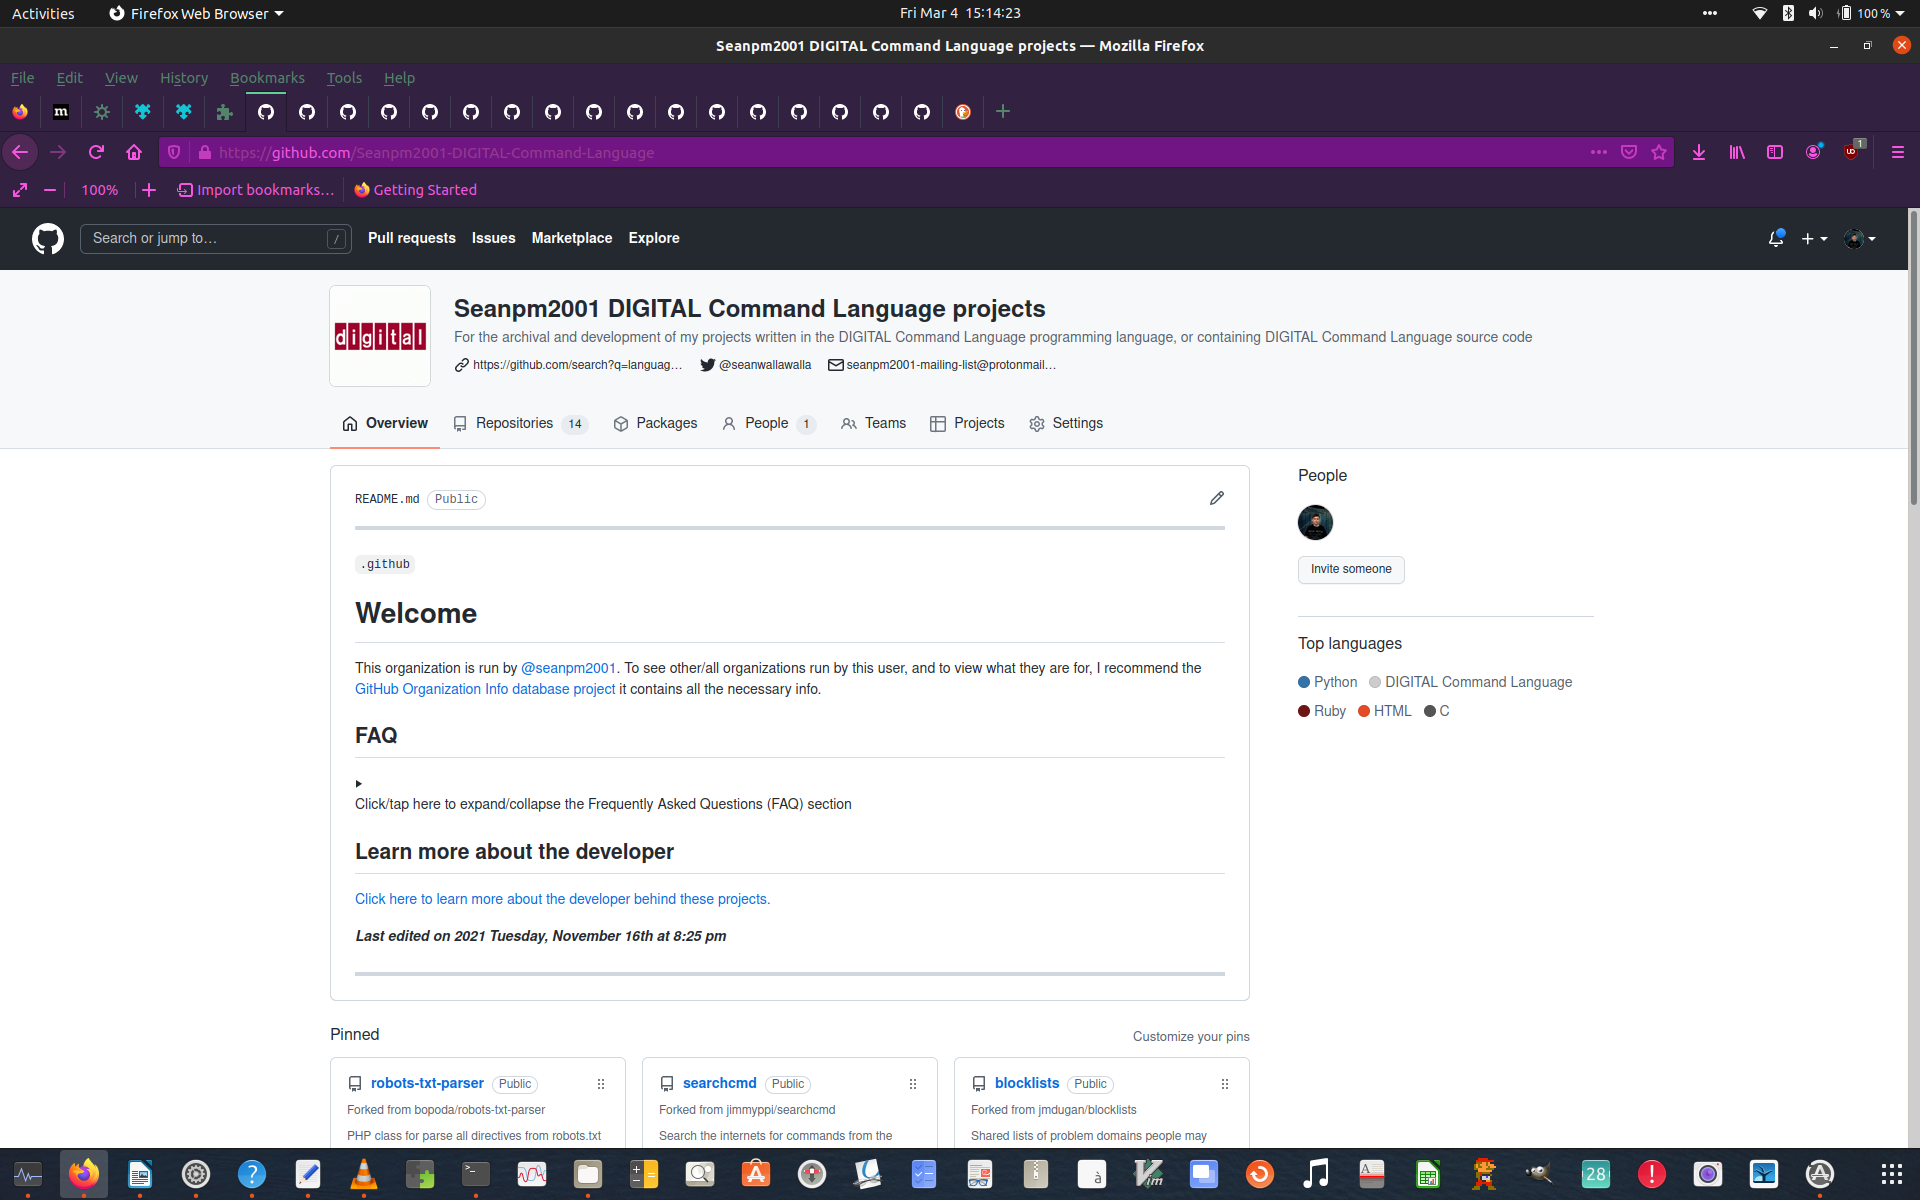 Activities
Firefox Web Browser
Fri Mar 4 15:14:23
100 %
Seanpm2001 DIGITAL Command Language projects — Mozilla Firefox
File Edit View History Bookmarks Tools Help
m
https://github.com/Seanpm2001-DIGITAL-Command-Language
1
100%
Import bookmarks...
Getting Started
Search or jump to...
/
Pull requests
Issues
Marketplace
Explore
digital
Seanpm2001 DIGITAL Command Language projects
For the archival and development of my projects written in the DIGITAL Command Language programming language, or containing DIGITAL Command Language source code
https://github.com/search?q=languag...
@seanwallawalla
seanpm2001-mailing-list@protonmail...
Overview
Repositories 14
Packages
People 1
Teams
Projects
Settings
README.md Public
.github
Welcome
This organization is run by @seanpm2001. To see other/all organizations run by this user, and to view what they are for, I recommend the
GitHub Organization Info database project it contains all the necessary info.
FAQ
Click/tap here to expand/collapse the Frequently Asked Questions (FAQ) section
Learn more about the developer
Click here to learn more about the developer behind these projects.
Last edited on 2021 Tuesday, November 16th at 8:25 pm
People
Invite someone
Top languages
Python DIGITAL Command Language
Ruby HTML C
Pinned
Customize your pins
robots-txt-parser Public
Forked from bopoda/robots-txt-parser
PHP class for parse all directives from robots.txt
searchcmd Public
Forked from jimmyppi/searchcmd
Search the internets for commands from the
blocklists Public
Forked from jmdugan/blocklists
Shared lists of problem domains people may
28